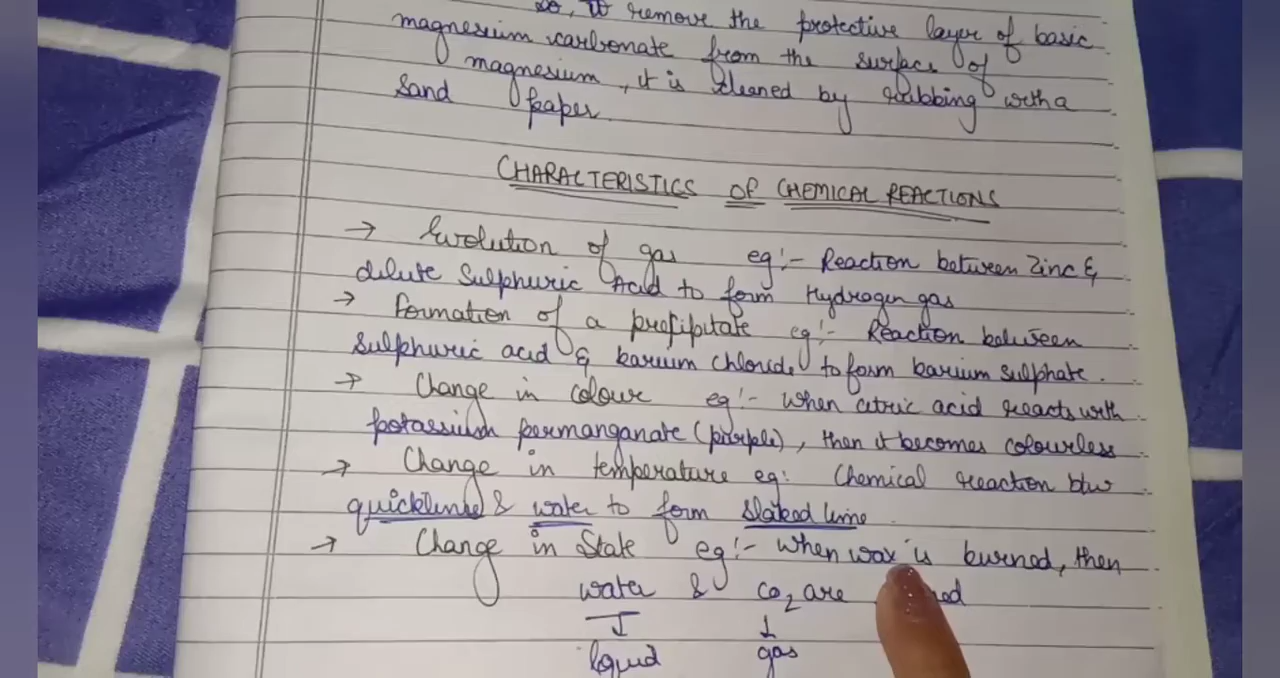 so, to remove the protective layer of basic
magnesium carbonate from the surface of
magnesium, it is cleaned by rubbing with a
sand paper.
CHARACTERISTICS OF CHEMICAL REACTIONS
→ Evolution of gas eg:- Reaction between Zinc &
dilute Sulphuric Acid to form Hydrogen gas
→ Formation of a precipitate eg:- Reaction between
sulphuric acid & barium chloride to form barium sulphate.
→ Change in colour eg:- When citric acid reacts with
potassium permanganate (purple), then it becomes colourless
→ Change in temperature eg: Chemical reaction btw
quicklime & water to form slaked lime.
→ Change in State eg:- When wax is burned, then
water & CO2 are
↓ ↓
liquid gas